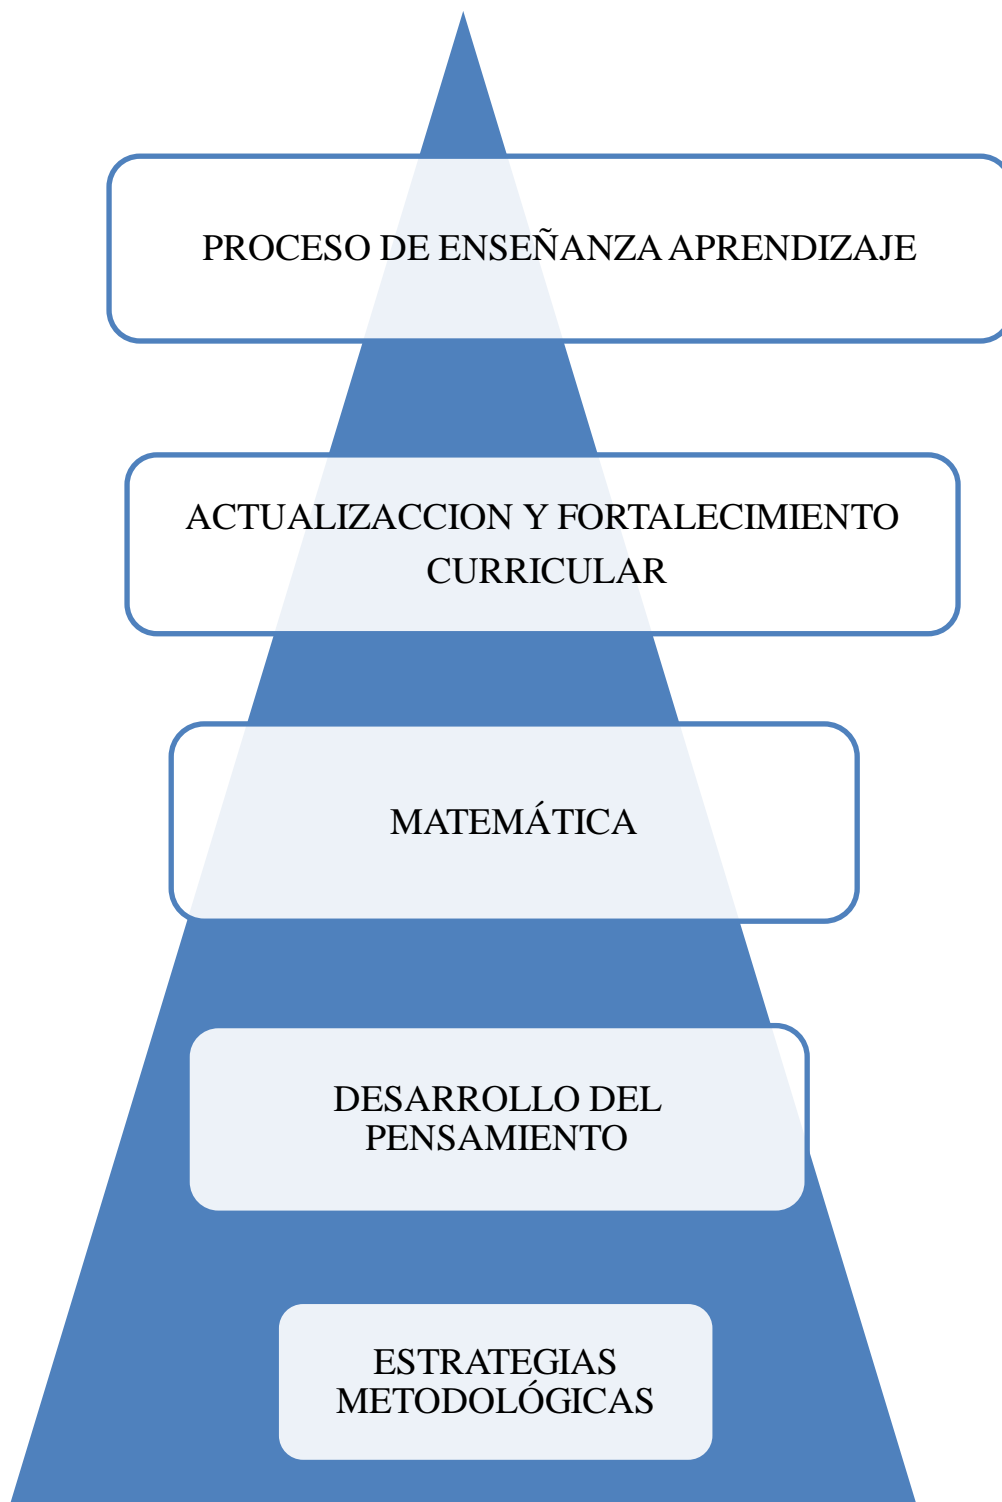 PROCESO DE ENSEÑANZA APRENDIZAJE
ACTUALIZACCION Y FORTALECIMIENTO
CURRICULAR
MATEMÁTICA
DESARROLLO DEL
PENSAMIENTO
ESTRATEGIAS
METODOLÓGICAS